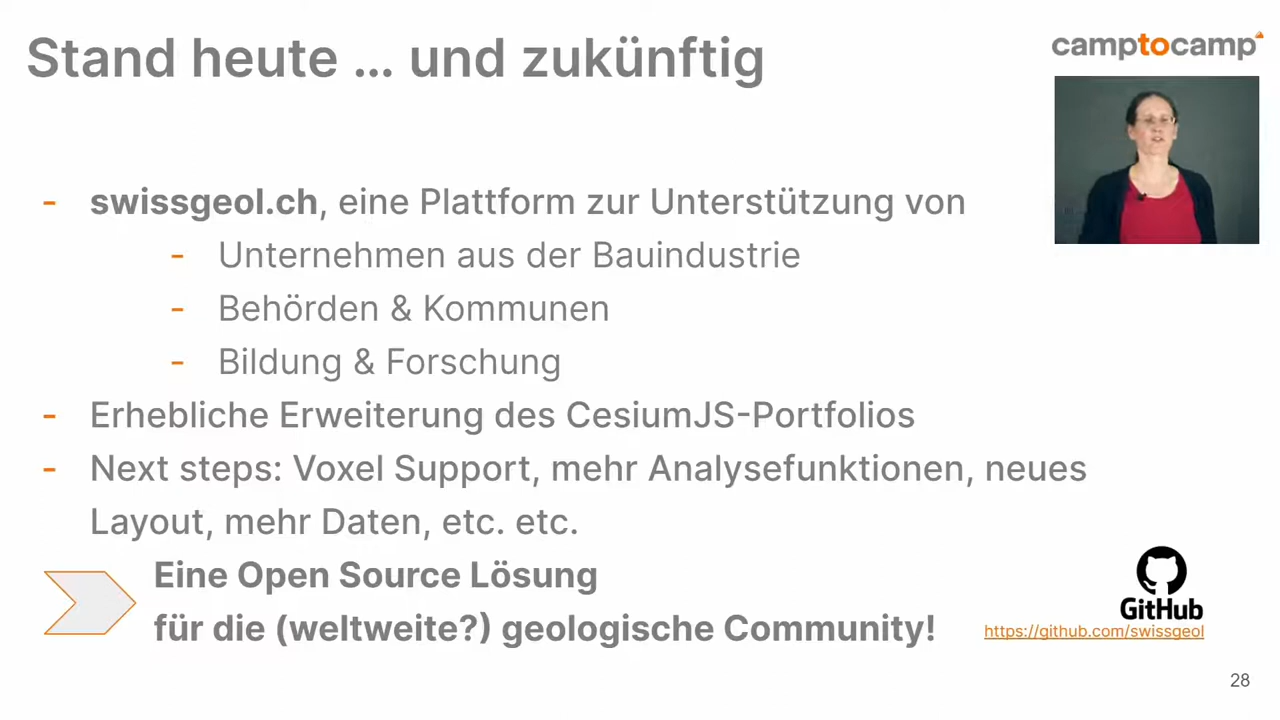 Stand heute ... und zukünftig
camptocamp
- swissgeol.ch, eine Plattform zur Unterstützung von
- Unternehmen aus der Bauindustrie
- Behörden & Kommunen
- Bildung & Forschung
- Erhebliche Erweiterung des CesiumJS-Portfolios
- Next steps: Voxel Support, mehr Analysefunktionen, neues
Layout, mehr Daten, etc. etc.
Eine Open Source Lösung
für die (weltweite?) geologische Community!
GitHub
https://github.com/swissgeol
28